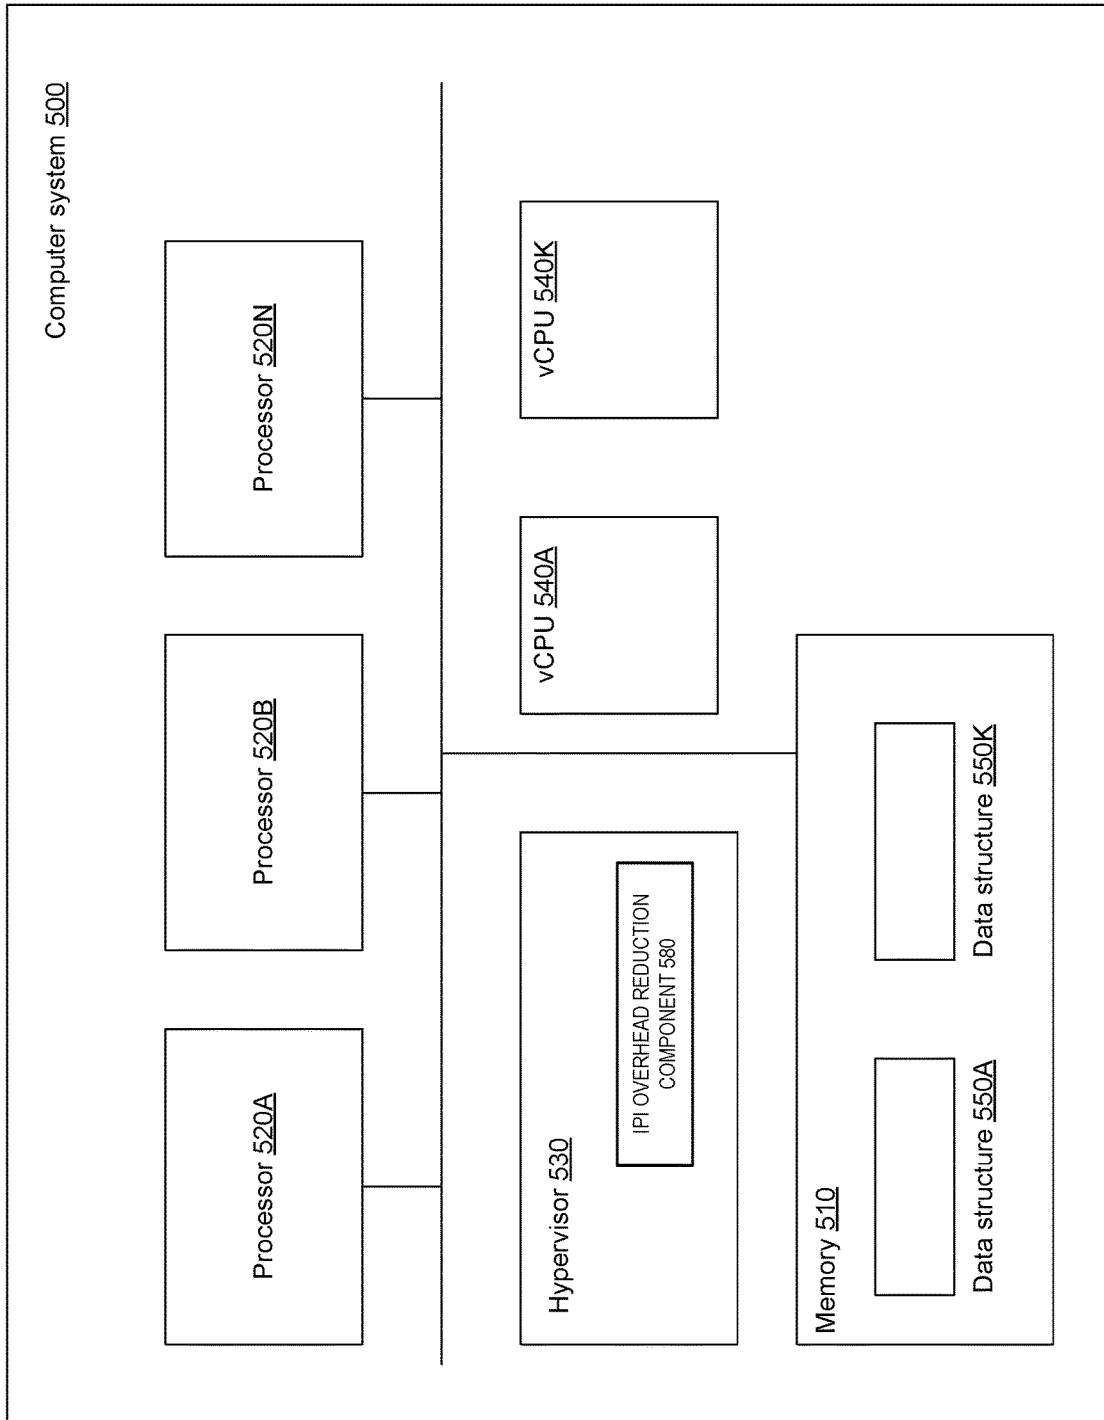 Computer system 500
Processor 520A
Processor 520B
Processor 520N
Hypervisor 530
IPI OVERHEAD REDUCTION
COMPONENT 580
vCPU 540A
vCPU 540K
Memory 510
Data structure 550A
Data structure 550K